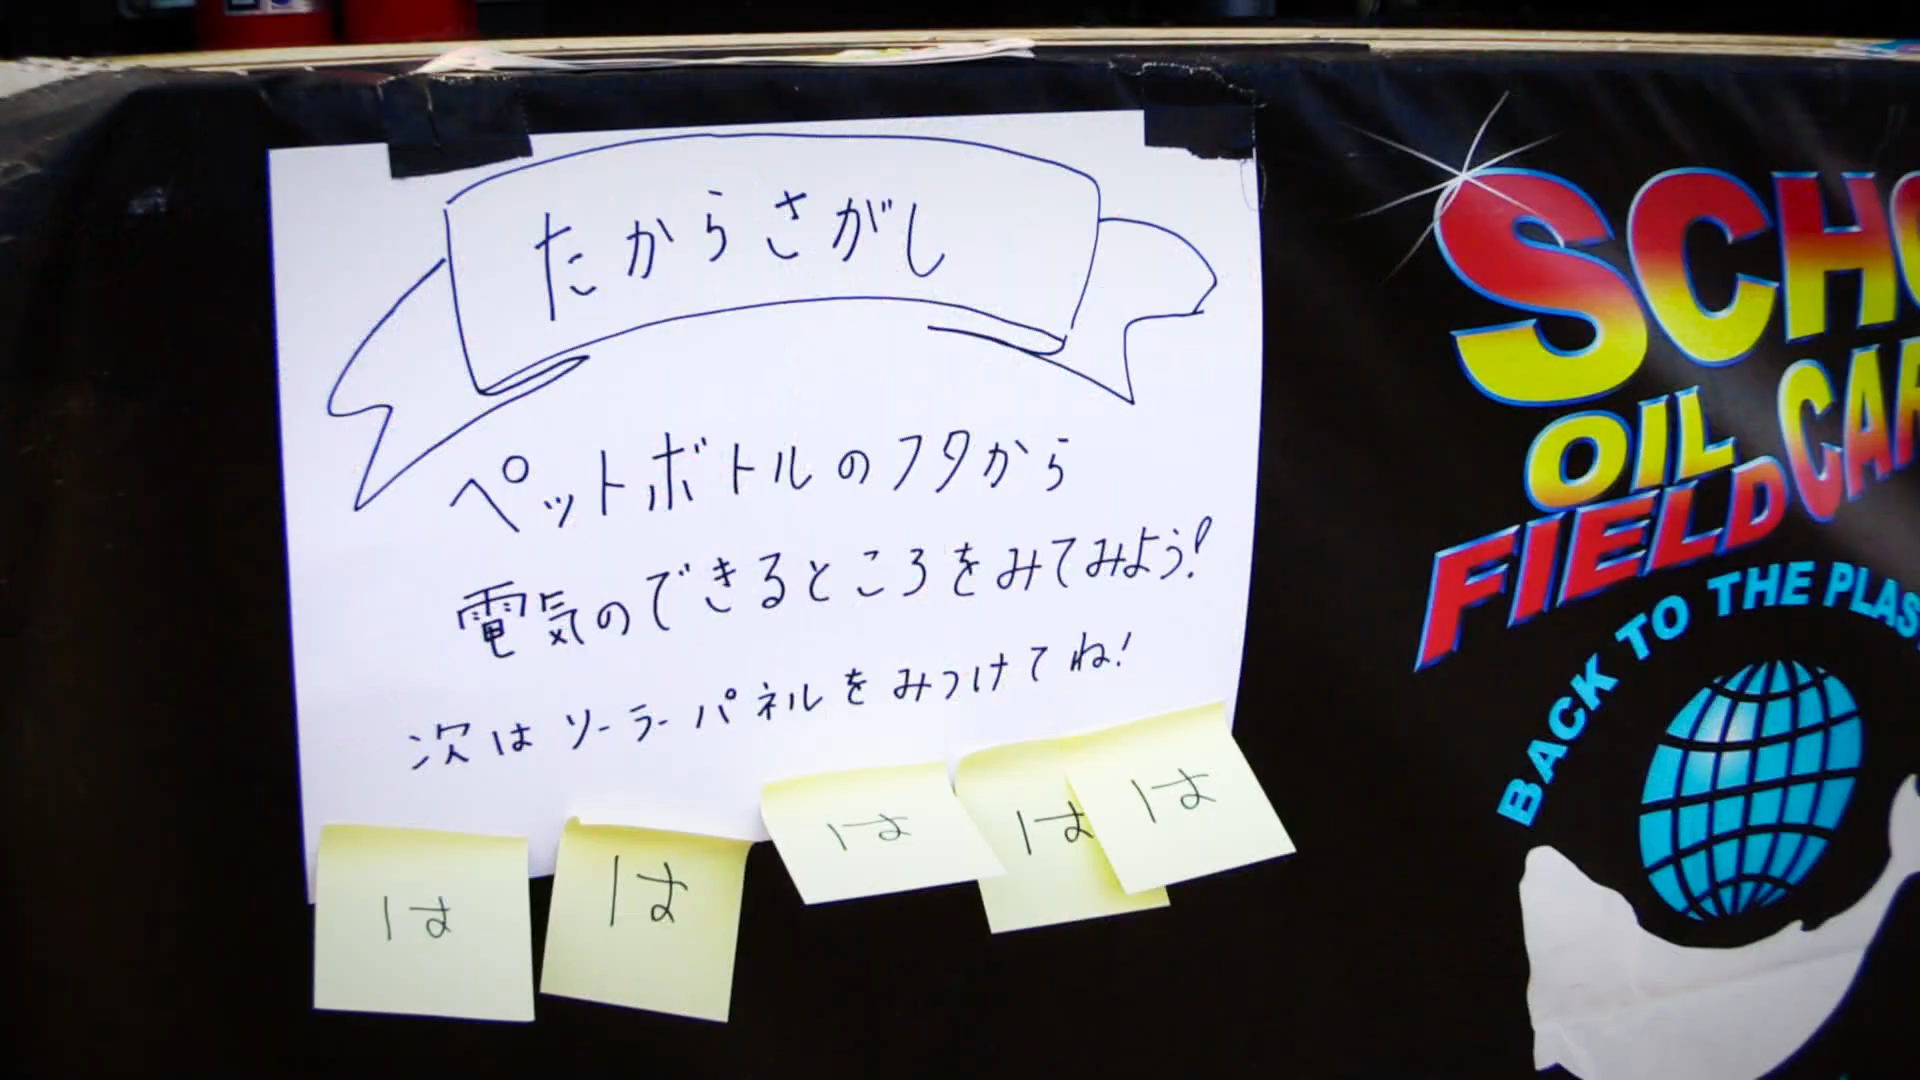 たからさがし
ペットボトルのフタから
電気のできるところをみてみよう!
次はソーラーパネルをみつけてね!
は
は
は
は
は
SCHO
OIL
FIELD CAR
BACK TO THE PLAS